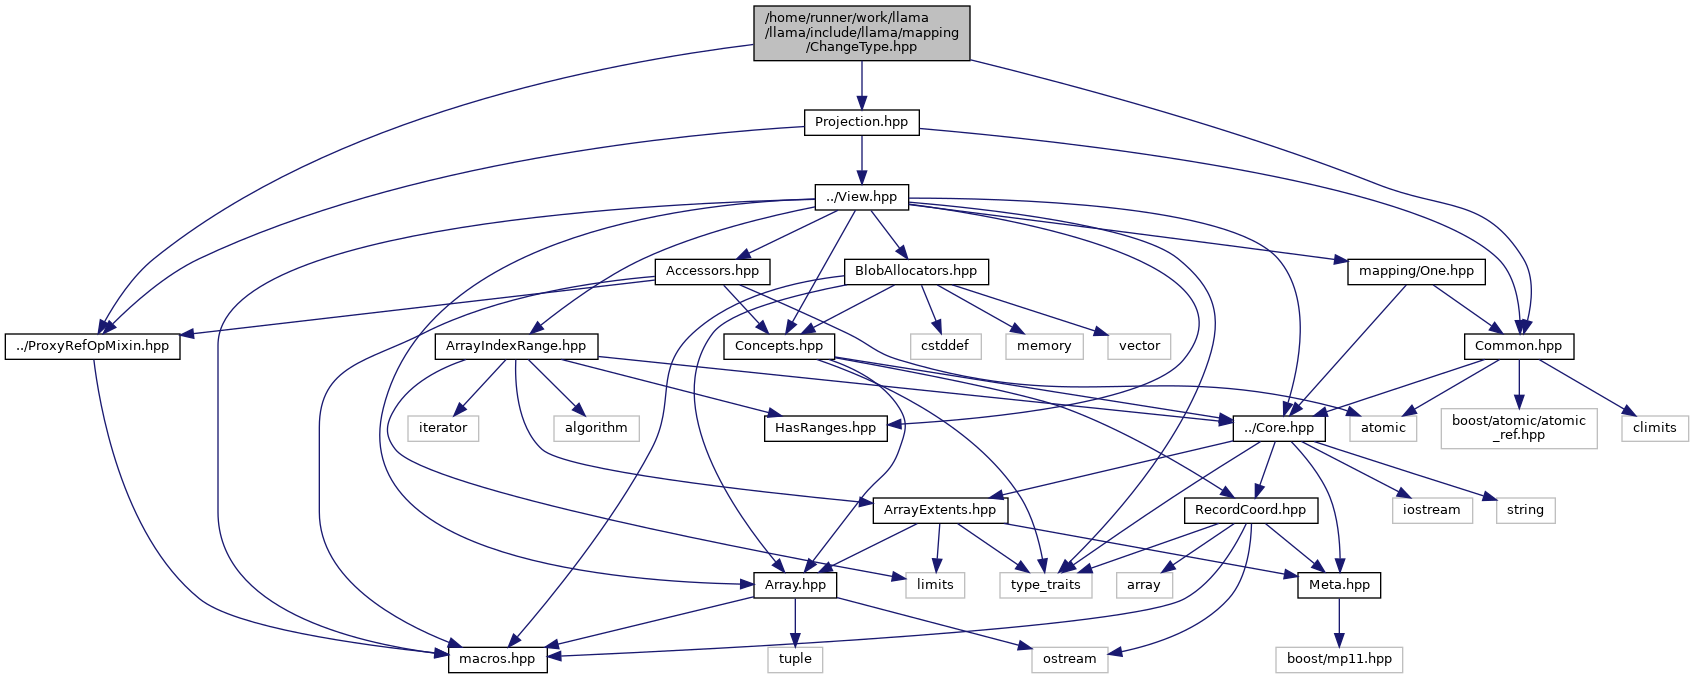 /home/runner/work/llama
/llama/include/llama/mapping
/ChangeType.hpp
Projection.hpp
../View.hpp
Accessors.hpp
BlobAllocators.hpp
mapping/One.hpp
../ProxyRefOpMixin.hpp
ArrayIndexRange.hpp
Concepts.hpp
cstddef
memory
vector
Common.hpp
iterator
algorithm
HasRanges.hpp
../Core.hpp
atomic
boost/atomic/atomic
_ref.hpp
climits
ArrayExtents.hpp
RecordCoord.hpp
iostream
string
Array.hpp
limits
type_traits
array
Meta.hpp
macros.hpp
tuple
ostream
boost/mp11.hpp